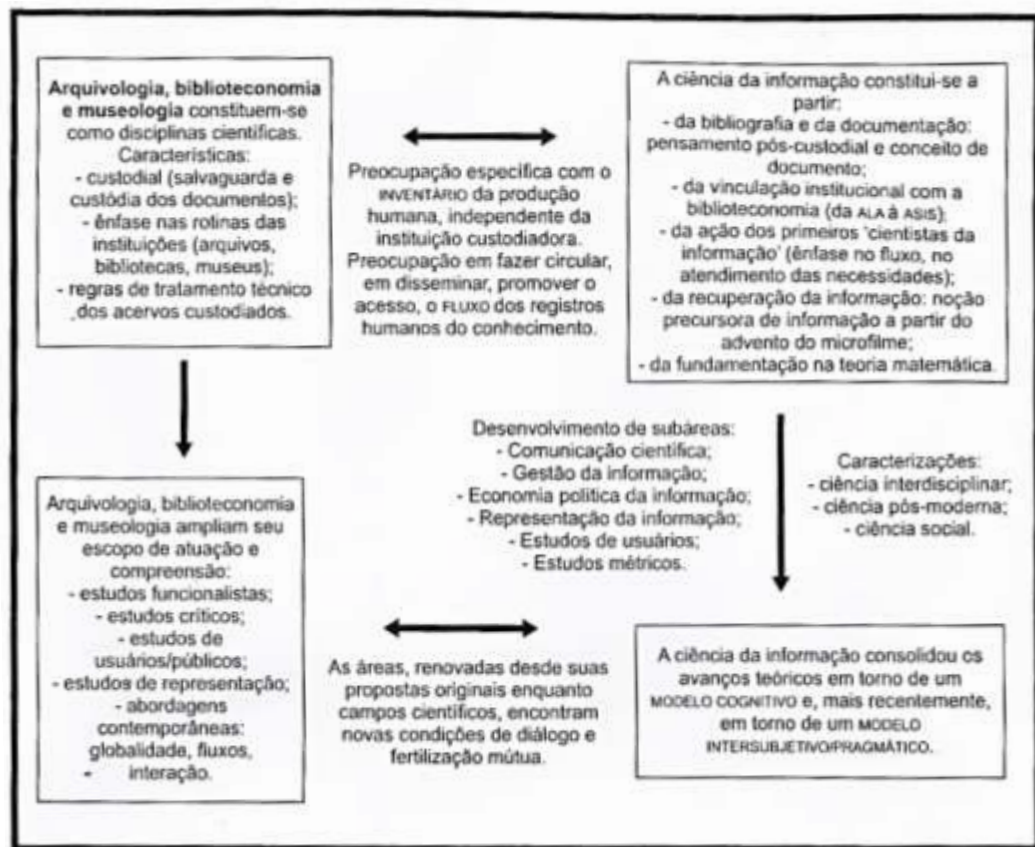 Arquivologia, biblioteconomia
e museologia constituem-se
como disciplinas científicas.
Características:
- custodial (salvaguarda e
custódia dos documentos);
- ênfase nas rotinas das
instituições (arquivos,
bibliotecas, museus);
- regras de tratamento técnico
dos acervos custodiados.
Preocupação específica com o
INVENTÁRIO da produção
humana, independente da
instituição custodiadora.
Preocupação em fazer circular,
em disseminar, promover o
acesso, o FLUXO dos registros
humanos do conhecimento.
A ciência da informação constitui-se a
partir:
- da bibliografia e da documentação:
pensamento pós-custodial e conceito de
documento;
- da vinculação institucional com a
biblioteconomia (da ALA à ASIS);
- da ação dos primeiros 'cientistas da
informação' (ênfase no fluxo, no
atendimento das necessidades);
- da recuperação da informação: noção
precursora de informação a partir do
advento do microfilme;
- da fundamentação na teoria matemática.
Desenvolvimento de subáreas:
- Comunicação científica;
- Gestão da informação;
- Economia política da informação;
- Representação da informação;
- Estudos de usuários;
- Estudos métricos.
Caracterizações:
- ciência interdisciplinar;
- ciência pós-moderna;
- ciência social.
Arquivologia, biblioteconomia
e museologia ampliam seu
escopo de atuação e
compreensão:
- estudos funcionalistas;
- estudos críticos;
- estudos de
usuários/públicos;
- estudos de representação;
- abordagens
contemporâneas:
globalidade, fluxos,
- interação.
As áreas, renovadas desde suas
propostas originais enquanto
campos científicos, encontram
novas condições de diálogo e
fertilização mútua.
A ciência da informação consolidou os
avanços teóricos em torno de um
MODELO COGNITIVO e, mais recentemente,
em torno de um MODELO
INTERSUBJETIVO/PRAGMÁTICO.